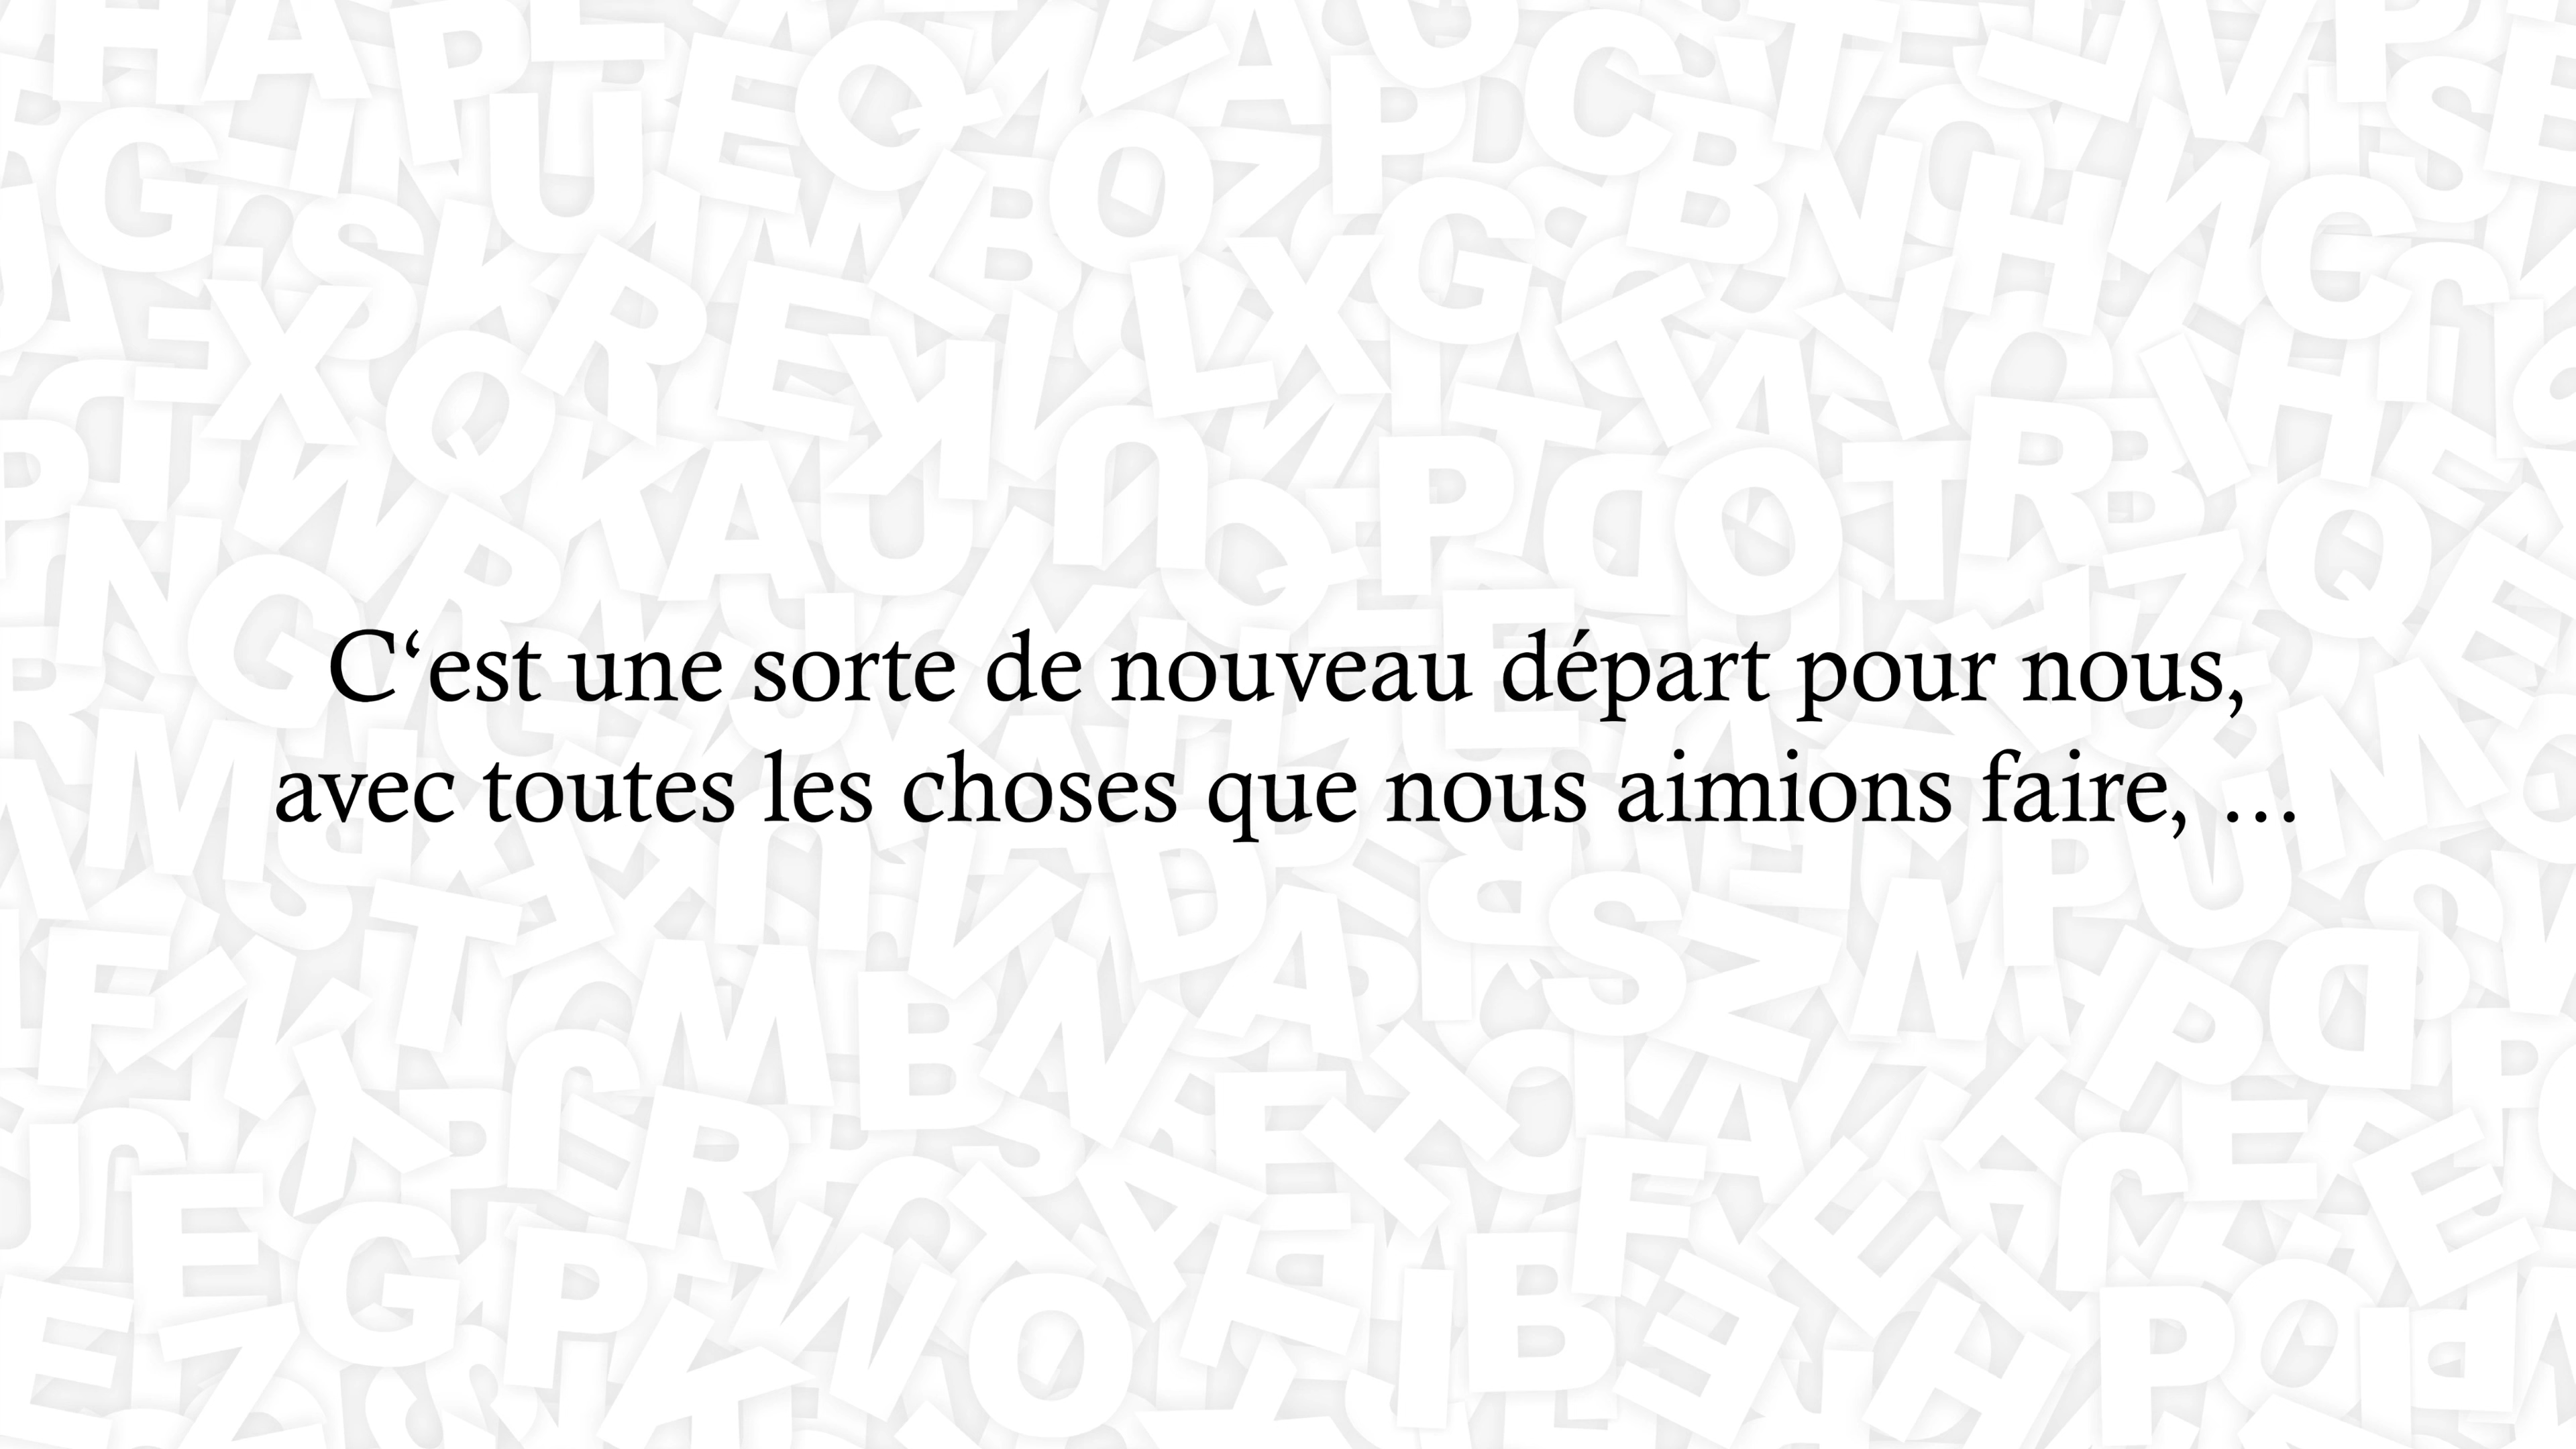 C‘est une sorte de nouveau départ pour nous,
avec toutes les choses que nous aimions faire, ...